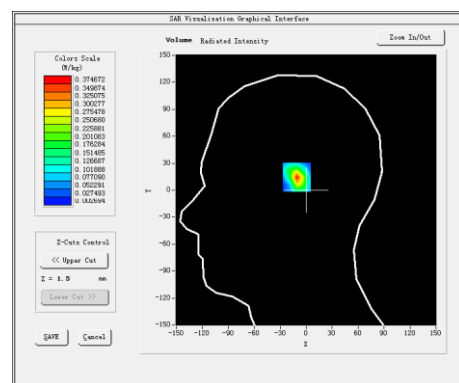 SAR Visualisation Graphical Interface
Volume Radiated Intensity
Zoom In/Out
Colors Scale
(W/kg)
0.374672
0.349874
0.325075
0.300277
0.275478
0.250680
0.225881
0.201083
0.176284
0.151485
0.126687
0.101888
0.077090
0.052291
0.027493
0.002694
Z-Cuts Control
<< Upper Cut
Z = 1.5 mm
Lower Cut >>
SAVE Cancel
150
120
90
60
30
0
-30
-60
-90
-120
-150
Y
-150 -120 -90 -60 -30 0 30 60 90 120 150
X